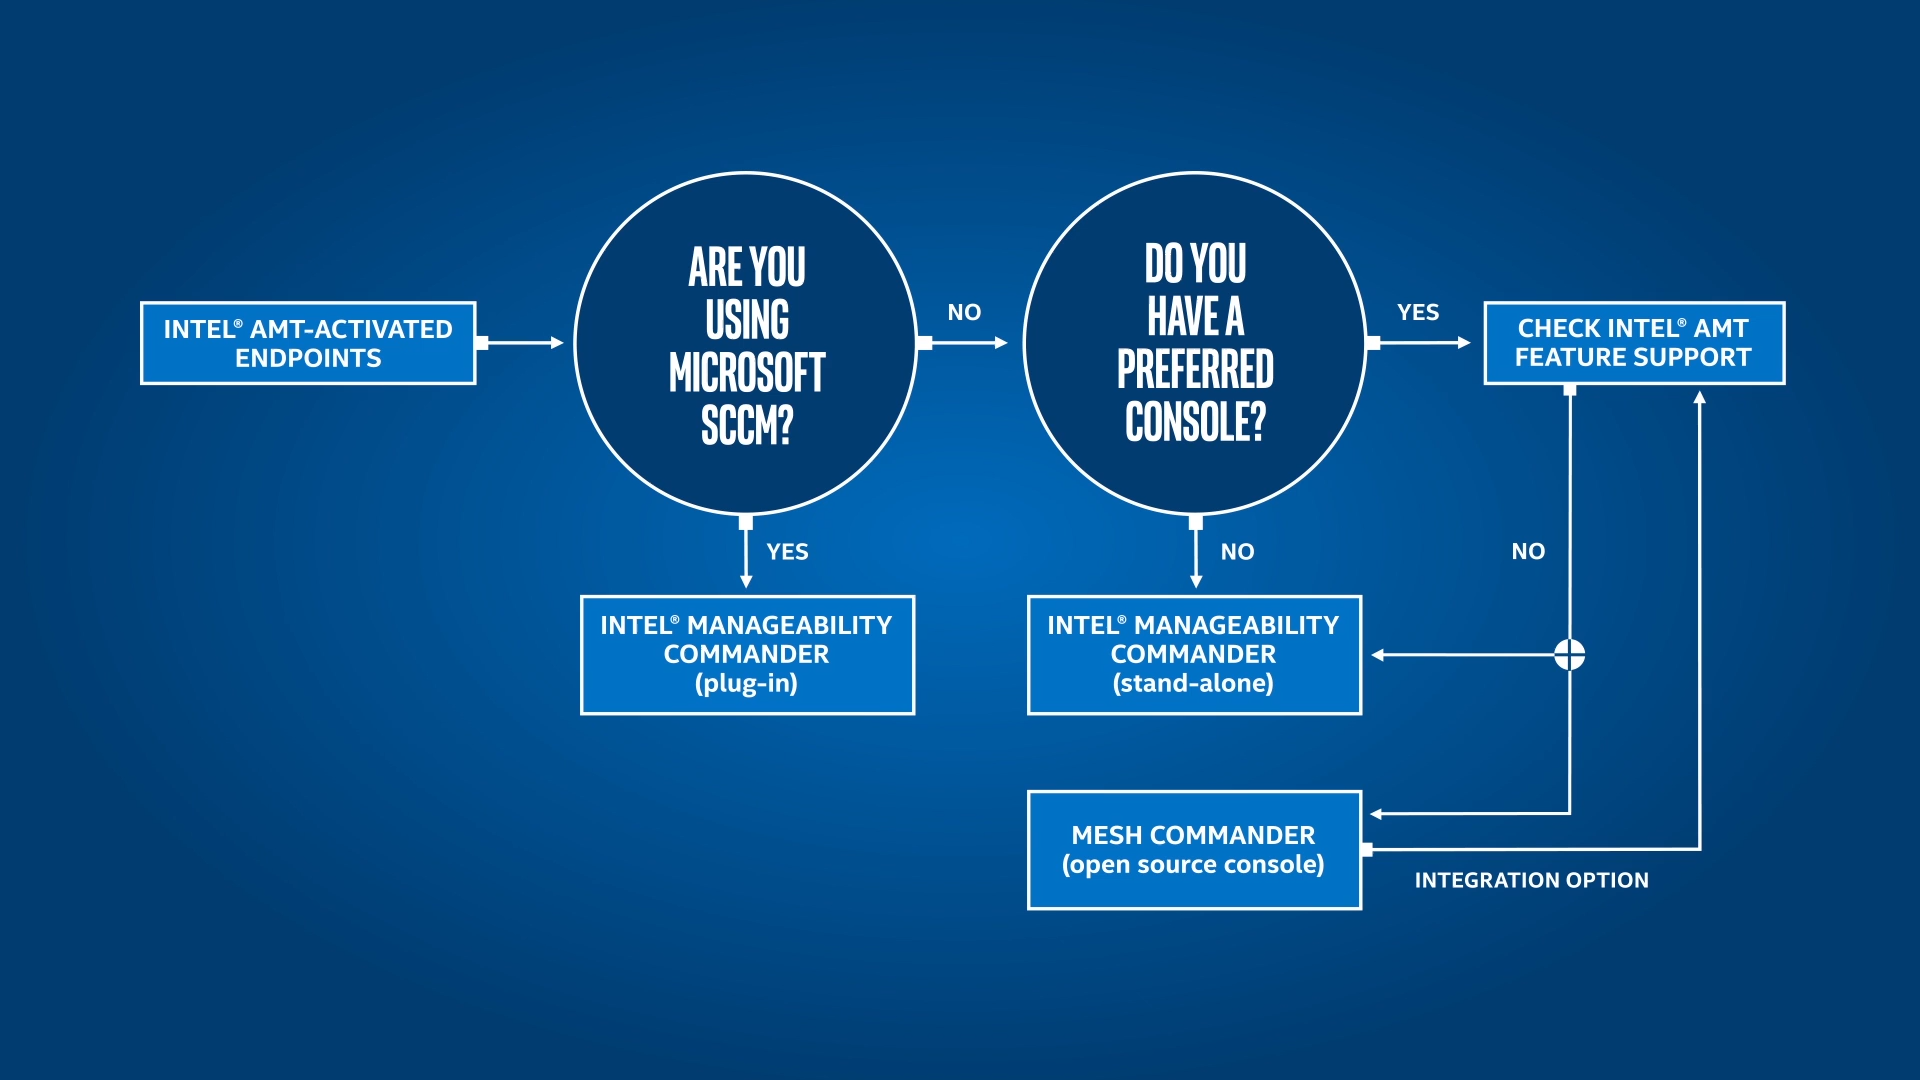 INTEL® AMT-ACTIVATED
ENDPOINTS
ARE YOU
USING
MICROSOFT
SCCM?
NO
DO YOU
HAVE A
PREFERRED
CONSOLE?
YES
CHECK INTEL® AMT
FEATURE SUPPORT
YES
NO
NO
INTEL® MANAGEABILITY
COMMANDER
(plug-in)
INTEL® MANAGEABILITY
COMMANDER
(stand-alone)
MESH COMMANDER
(open source console)
INTEGRATION OPTION